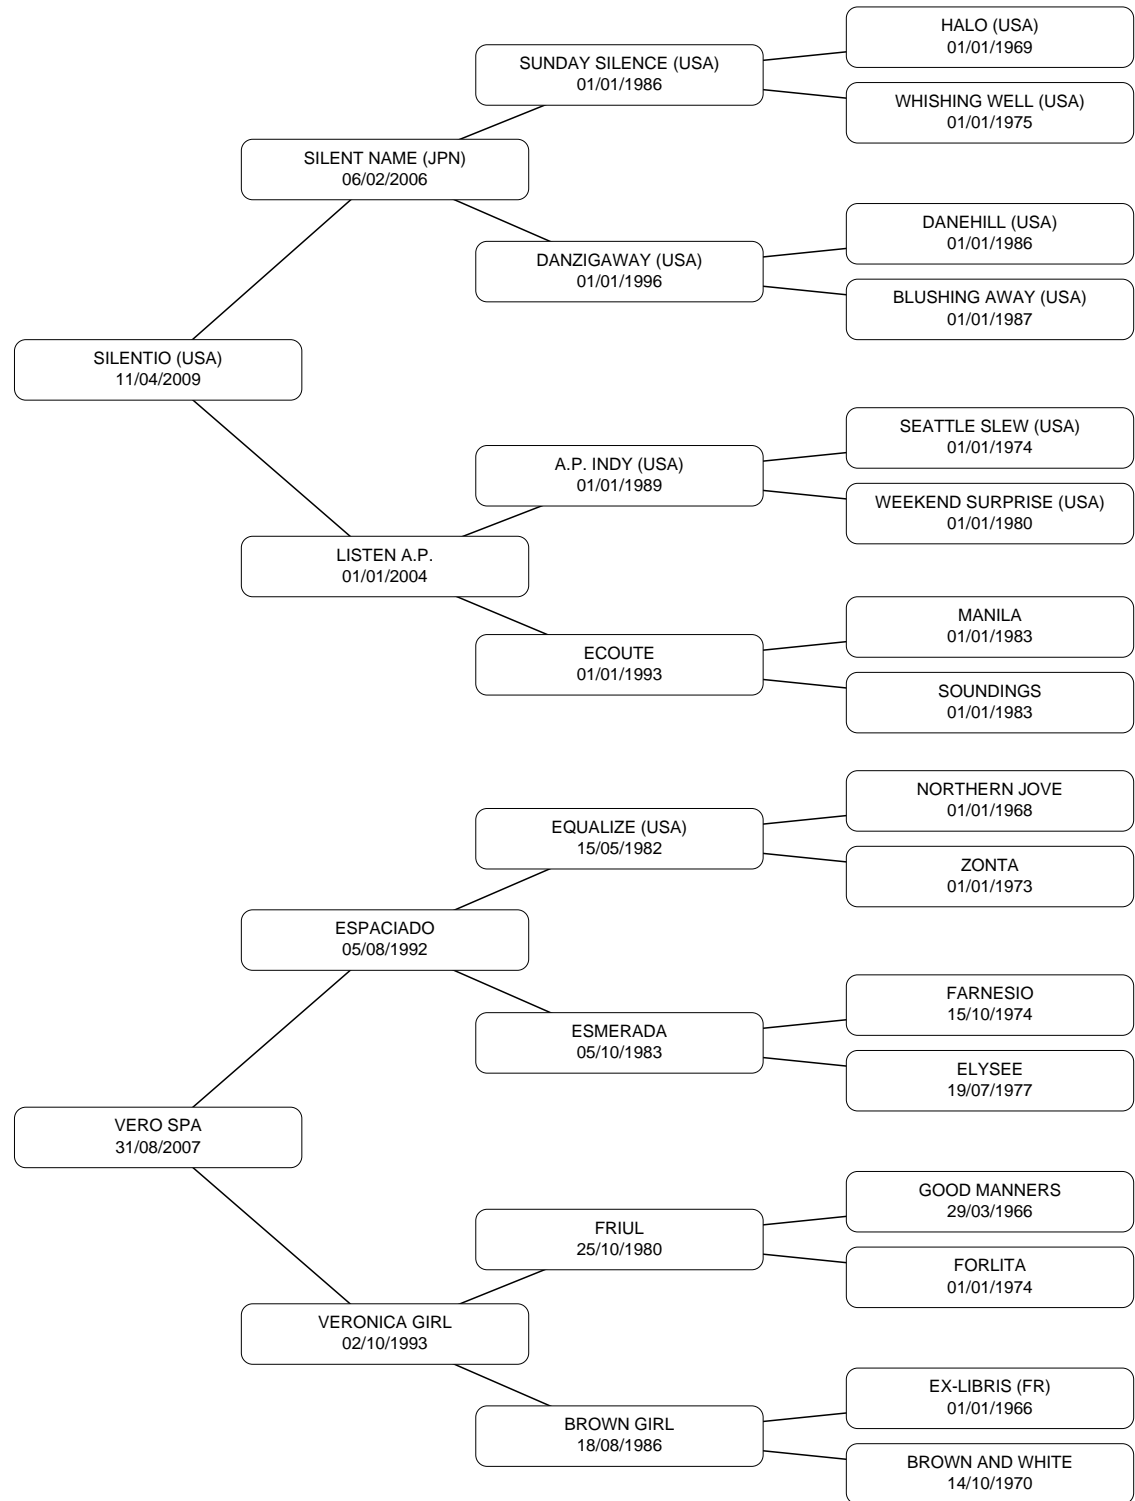 HALO (USA)
01/01/1969
SUNDAY SILENCE (USA)
01/01/1986
WHISHING WELL (USA)
01/01/1975
SILENT NAME (JPN)
06/02/2006
DANEHILL (USA)
01/01/1986
DANZIGAWAY (USA)
01/01/1996
BLUSHING AWAY (USA)
01/01/1987
SILENTIO (USA)
11/04/2009
SEATTLE SLEW (USA)
01/01/1974
A.P. INDY (USA)
01/01/1989
WEEKEND SURPRISE (USA)
01/01/1980
LISTEN A.P.
01/01/2004
MANILA
01/01/1983
ECOUTE
01/01/1993
SOUNDINGS
01/01/1983
NORTHERN JOVE
01/01/1968
EQUALIZE (USA)
15/05/1982
ZONTA
01/01/1973
ESPACIADO
05/08/1992
FARNESIO
15/10/1974
ESMERADA
05/10/1983
ELYSEE
19/07/1977
VERO SPA
31/08/2007
GOOD MANNERS
29/03/1966
FRIUL
25/10/1980
FORLITA
01/01/1974
VERONICA GIRL
02/10/1993
EX-LIBRIS (FR)
01/01/1966
BROWN GIRL
18/08/1986
BROWN AND WHITE
14/10/1970